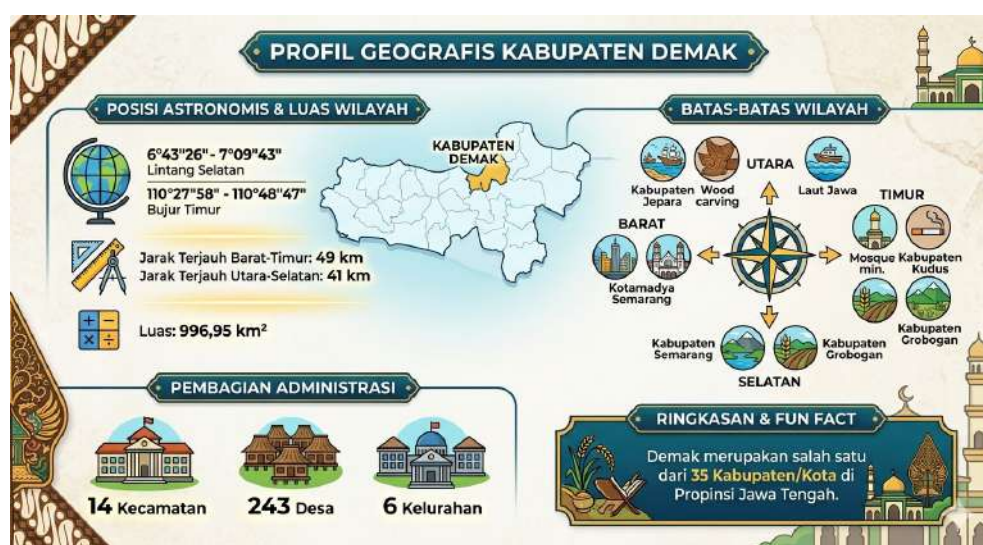 PROFIL GEOGRAFIS KABUPATEN DEMAK
POSISI ASTRONOMIS & LUAS WILAYAH
6°43"26" - 7°09"43"
Lintang Selatan
110°27"58" - 110°48"47"
Bujur Timur
Jarak Terjauh Barat-Timur: 49 km
Jarak Terjauh Utara-Selatan: 41 km
Luas: 996,95 km²
KABUPATEN
DEMAK
BATAS-BATAS WILAYAH
UTARA
Kabupaten
Jepara
Wood
carving
Laut Jawa
BARAT
Kotamadya
Semarang
TIMUR
Mosque
min.
Kabupaten
Kudus
Kabupaten
Grobogan
Kabupaten
Semarang
Kabupaten
Grobogan
SELATAN
PEMBAGIAN ADMINISTRASI
14 Kecamatan
243 Desa
6 Kelurahan
RINGKASAN & FUN FACT
Demak merupakan salah satu
dari 35 Kabupaten/Kota di
Propinsi Jawa Tengah.